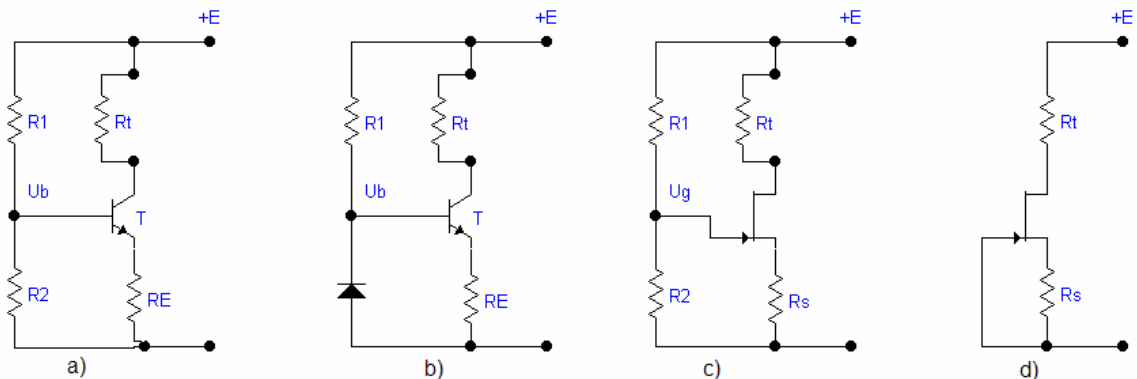 +E
R1
Rt
Ub
T
R2
RE
a)
+E
R1
Rt
Ub
T
RE
b)
+E
R1
Rt
Ug
R2
Rs
c)
+E
Rt
Rs
d)